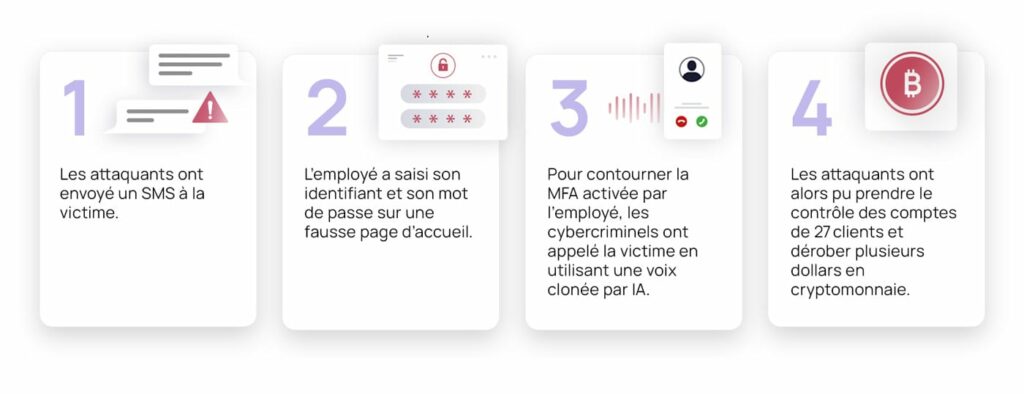 1
Les attaquants ont
envoyé un SMS à la
victime.
2
* * * *
* * * *
L'employé a saisi son
identifiant et son mot
de passe sur une
fausse page d'accueil.
3
Pour contourner la
MFA activée par
l'employé, les
cybercriminels ont
appelé la victime en
utilisant une voix
clonée par IA.
4
Les attaquants ont
alors pu prendre le
contrôle des comptes
de 27 clients et
dérober plusieurs
dollars en
cryptomonnaie.